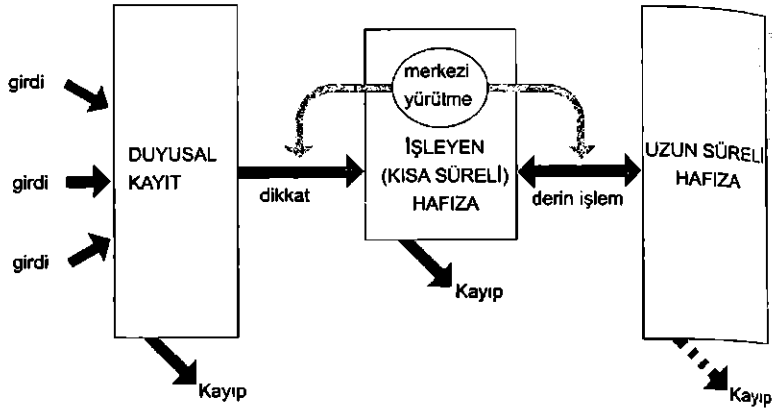 girdi
girdi
girdi
DUYUSAL
KAYIT
Kayıp
dikkat
merkezi
yürütme
İŞLEYEN
(KISA SÜRELİ)
HAFIZA
Kayıp
derin işlem
UZUN SÜRELİ
HAFIZA
Kayıp